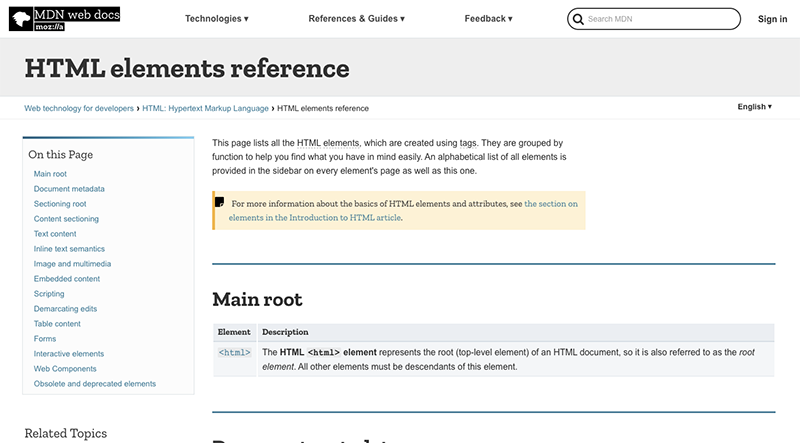 MDN web docs
moz://a
Technologies ▾
References & Guides ▾
Feedback ▾
Search MDN
Sign in
HTML elements reference
Web technology for developers › HTML: Hypertext Markup Language › HTML elements reference
English ▾
On this Page
Main root
Document metadata
Sectioning root
Content sectioning
Text content
Inline text semantics
Image and multimedia
Embedded content
Scripting
Demarcating edits
Table content
Forms
Interactive elements
Web Components
Obsolete and deprecated elements
Related Topics
This page lists all the HTML elements, which are created using tags. They are grouped by
function to help you find what you have in mind easily. An alphabetical list of all elements is
provided in the sidebar on every element's page as well as this one.
For more information about the basics of HTML elements and attributes, see the section on
elements in the Introduction to HTML article.
Main root
Element Description
<html> The HTML <html> element represents the root (top-level element) of an HTML document, so it is also referred to as the root
element. All other elements must be descendants of this element.